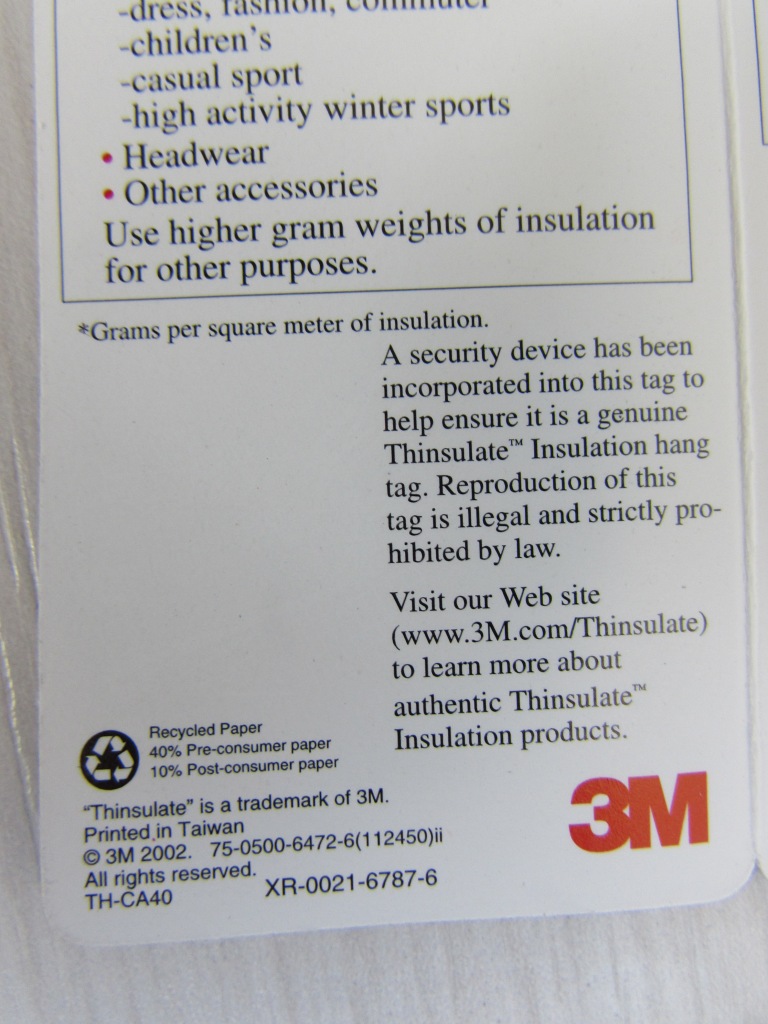 -dress, fashion, commuter
-children's
-casual sport
-high activity winter sports
• Headwear
• Other accessories
Use higher gram weights of insulation
for other purposes.
*Grams per square meter of insulation.
A security device has been
incorporated into this tag to
help ensure it is a genuine
Thinsulate™ Insulation hang
tag. Reproduction of this
tag is illegal and strictly pro-
hibited by law.
Visit our Web site
(www.3M.com/Thinsulate)
to learn more about
authentic Thinsulate™
Insulation products.
Recycled Paper
40% Pre-consumer paper
10% Post-consumer paper
"Thinsulate" is a trademark of 3M.
Printed in Taiwan
© 3M 2002. 75-0500-6472-6(112450)ii
All rights reserved.
TH-CA40 XR-0021-6787-6
3M